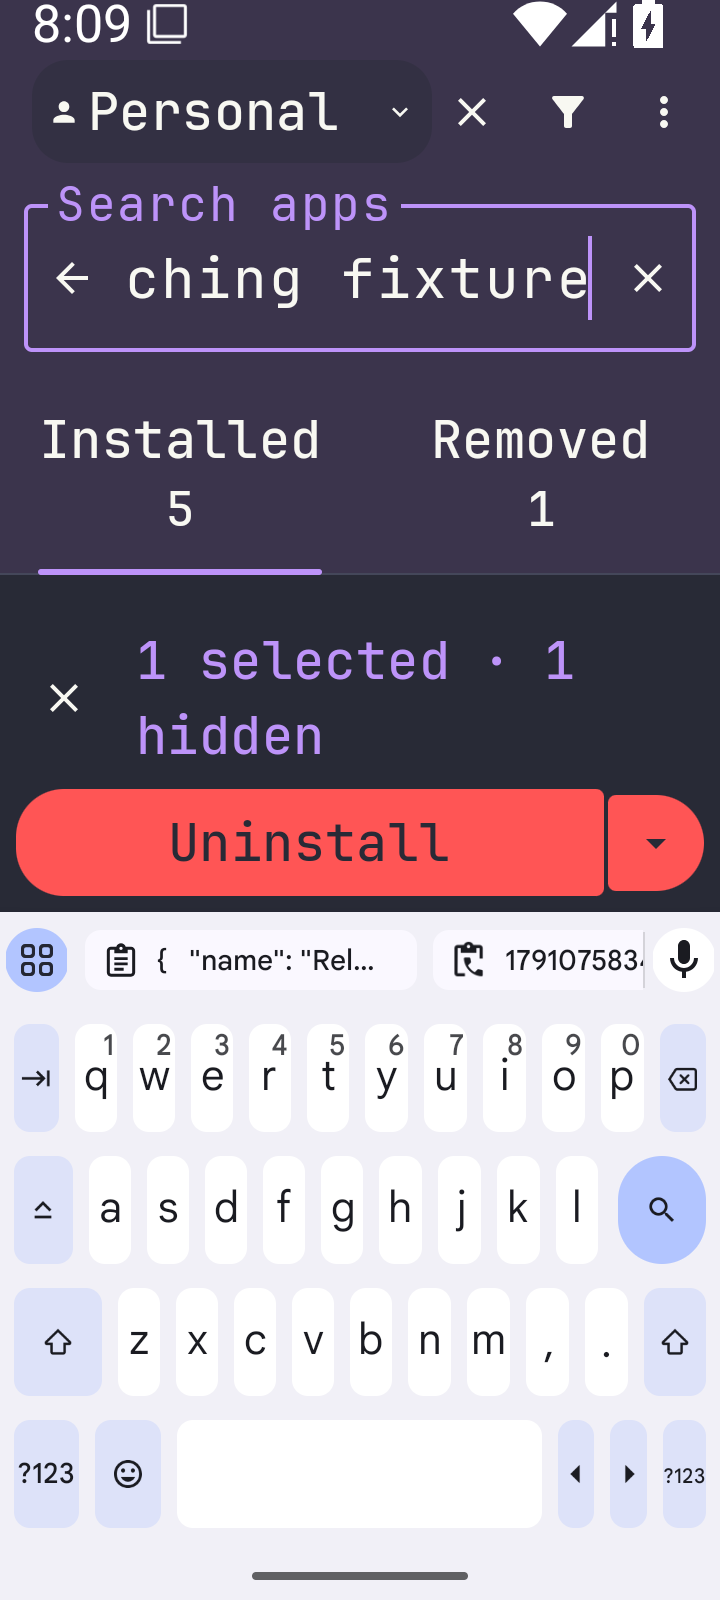 8:09
Personal
Search apps
ching fixture
Installed
5
Removed
1
1 selected · 1
hidden
Uninstall
{ "name": "Rel...
1791075834
1 2 3 4 5 6 7 8 9 0
q w e r t y u i o p
a s d f g h j k l
z x c v b n m , .
?123 ?123